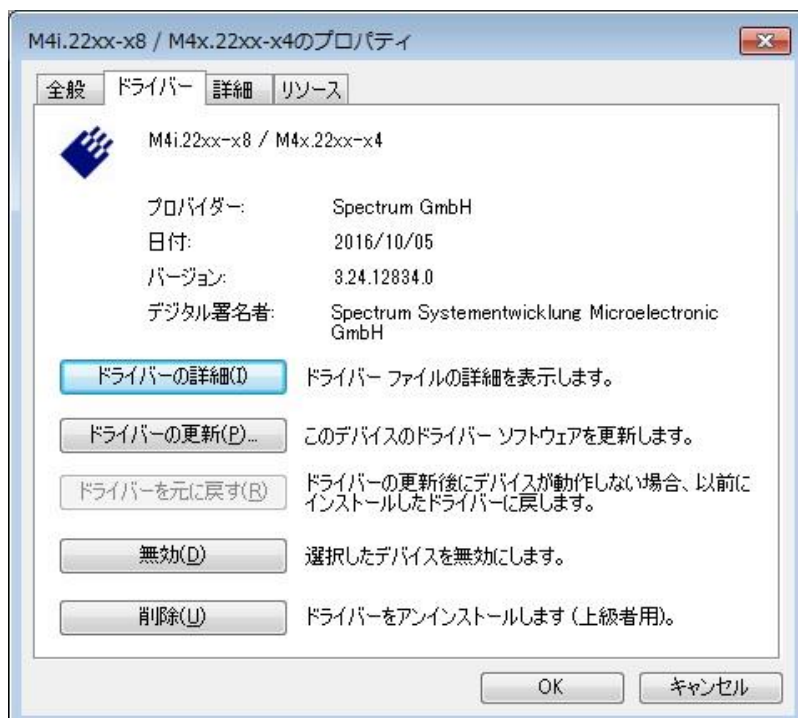 M4i.22xx-x8 / M4x.22xx-x4のプロパティ
全般 ドライバー 詳細 リソース
M4i.22xx-x8 / M4x.22xx-x4
プロバイダー: Spectrum GmbH
日付: 2016/10/05
バージョン: 3.24.12834.0
デジタル署名者: Spectrum Systementwicklung Microelectronic
GmbH
ドライバーの詳細(I) ドライバー ファイルの詳細を表示します。
ドライバーの更新(P)... このデバイスのドライバー ソフトウェアを更新します。
ドライバーを元に戻す(R) ドライバーの更新後にデバイスが動作しない場合、以前に
インストールしたドライバーに戻します。
無効(D) 選択したデバイスを無効にします。
削除(U) ドライバーをアンインストールします (上級者用)。
OK キャンセル